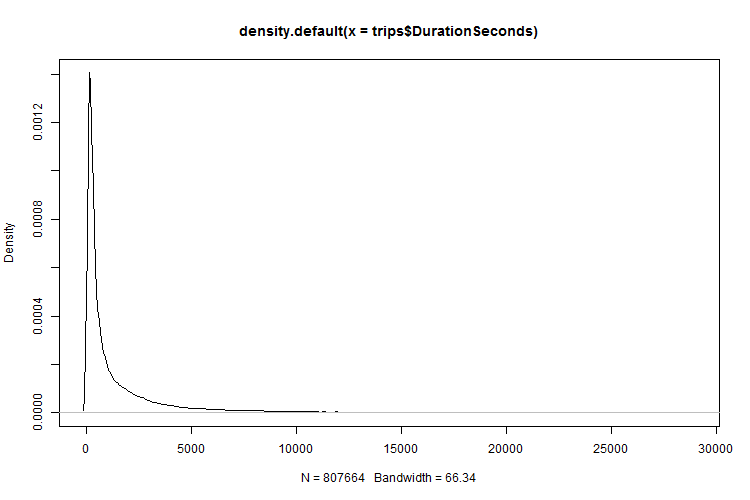 density.default(x = trips$DurationSeconds)
Density
0.0012
0.0008
0.0004
0.0000
0 5000 10000 15000 20000 25000 30000
N = 807664 Bandwidth = 66.34